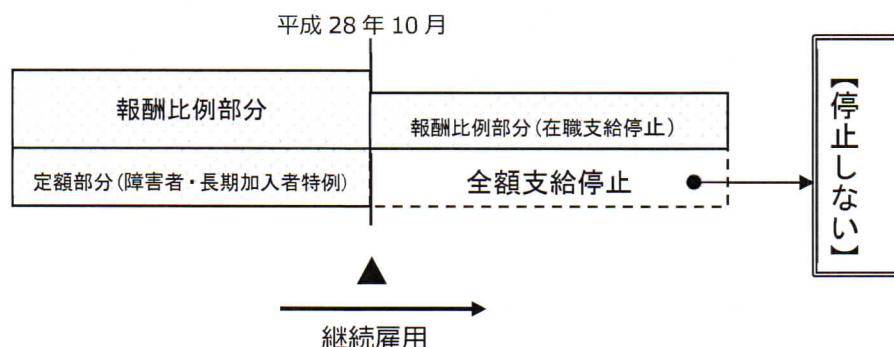 平成 28 年 10 月
報酬比例部分
報酬比例部分(在職支給停止)
定額部分(障害者・長期加入者特例)
全額支給停止
【停止しない】
継続雇用